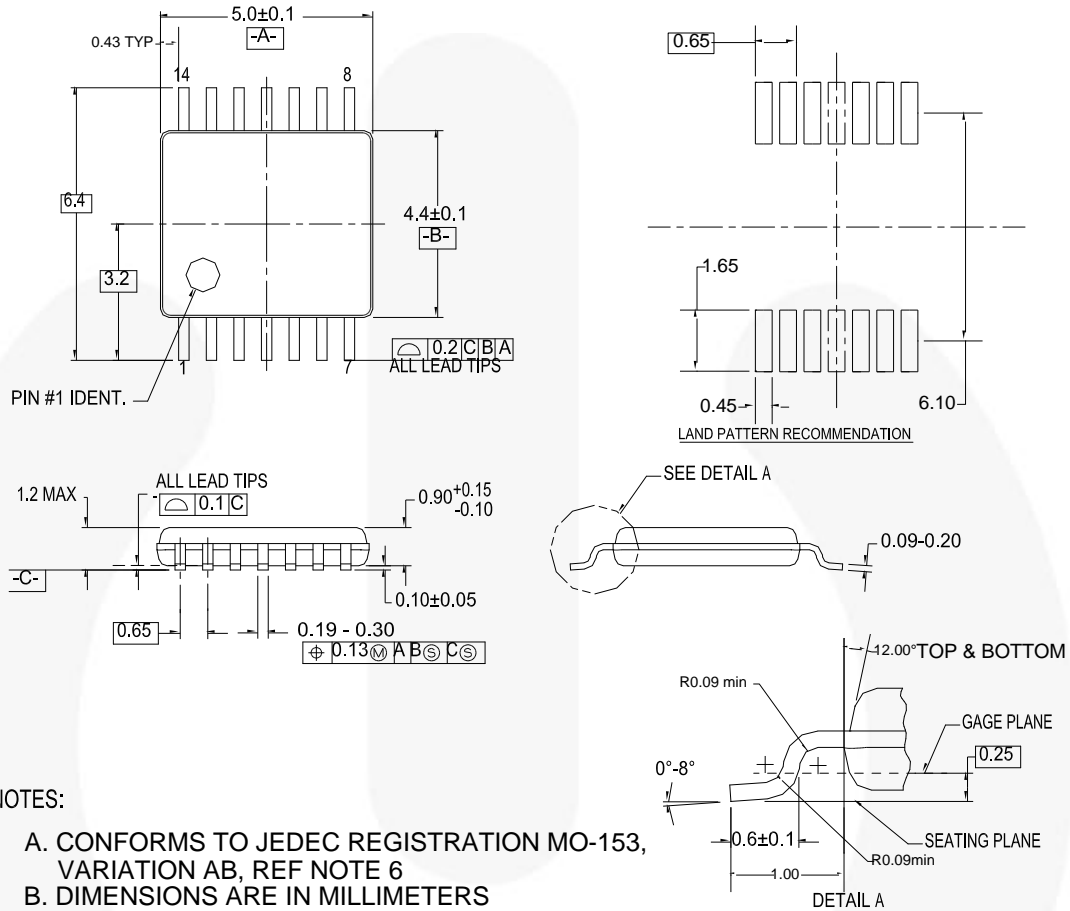 5.0±0.1
-A-
0.43 TYP
14
8
6.4
3.2
4.4±0.1
-B-
1
7
0.2 C B A
ALL LEAD TIPS
PIN #1 IDENT.
0.65
1.65
0.45
6.10
LAND PATTERN RECOMMENDATION
1.2 MAX
ALL LEAD TIPS
0.1 C
0.90+0.15
-0.10
-C-
0.10±0.05
0.65
0.19 - 0.30
⌖ 0.13Ⓜ A BⓈ CⓈ
SEE DETAIL A
0.09-0.20
12.00° TOP & BOTTOM
R0.09 min
GAGE PLANE
0.25
0°-8°
SEATING PLANE
0.6±0.1
R0.09min
1.00
DETAIL A
NOTES:
A. CONFORMS TO JEDEC REGISTRATION MO-153,
VARIATION AB, REF NOTE 6
B. DIMENSIONS ARE IN MILLIMETERS